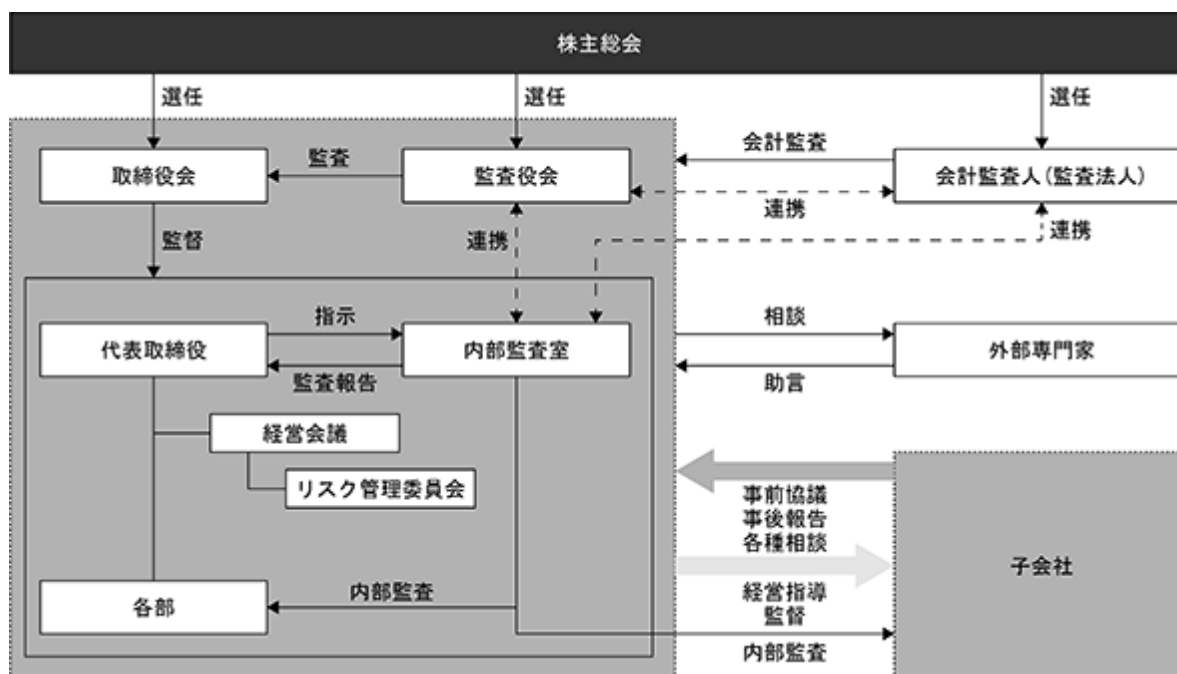 株主総会
選任
選任
選任
取締役会
監査
監査役会
会計監査
会計監査人(監査法人)
連携
監督
連携
連携
代表取締役
指示
監査報告
内部監査室
相談
助言
外部専門家
経営会議
リスク管理委員会
事前協議
事後報告
各種相談
子会社
各部
内部監査
経営指導
監督
内部監査